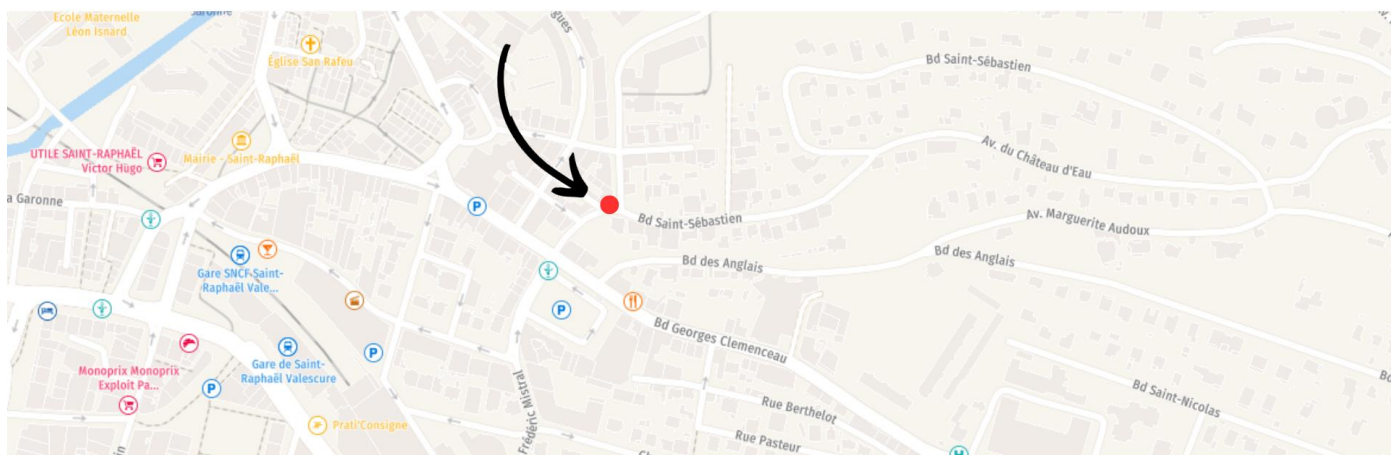 Ecole Maternelle
Léon Isnard
Église San Rafeu
Bd Saint-Sébastien
UTILE SAINT-RAPHAËL
Victor Hugo
Mairie - Saint-Raphaël
Av. du Château d'Eau
a Garonne
P
Bd Saint-Sébastien
Av. Marguerite Audoux
Gare SNCF Saint-
Raphaël Vale...
Bd des Anglais
Bd des Anglais
P
Bd Georges Clemenceau
Monoprix Monoprix
Exploit Pa...
Gare de Saint-
Raphaël Valescure
P
P
Frédéric Mistral
Bd Saint-Nicolas
Rue Berthelot
Prati'Consigne
Rue Pasteur
H